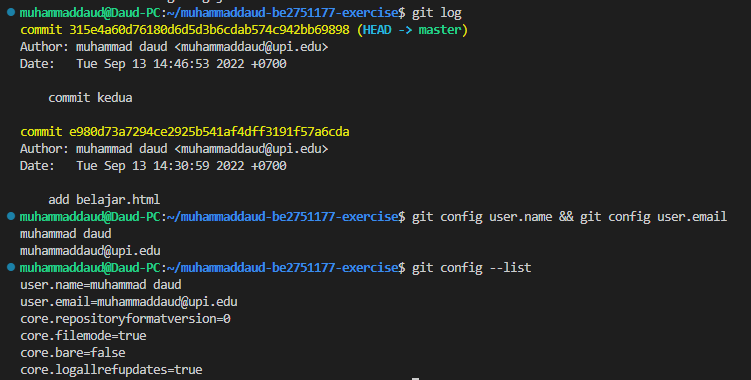 muhammaddaud@Daud-PC:~/muhammaddaud-be2751177-exercise$ git log
commit 315e4a60d76180d6d5d3b6cdab574c942bb69898 (HEAD -> master)
Author: muhammad daud <muhammaddaud@upi.edu>
Date:   Tue Sep 13 14:46:53 2022 +0700
    commit kedua
commit e980d73a7294ce2925b541af4dff3191f57a6cda
Author: muhammad daud <muhammaddaud@upi.edu>
Date:   Tue Sep 13 14:30:59 2022 +0700
    add belajar.html
muhammaddaud@Daud-PC:~/muhammaddaud-be2751177-exercise$ git config user.name && git config user.email
muhammad daud
muhammaddaud@upi.edu
muhammaddaud@Daud-PC:~/muhammaddaud-be2751177-exercise$ git config --list
user.name=muhammad daud
user.email=muhammaddaud@upi.edu
core.repositoryformatversion=0
core.filemode=true
core.bare=false
core.logallrefupdates=true